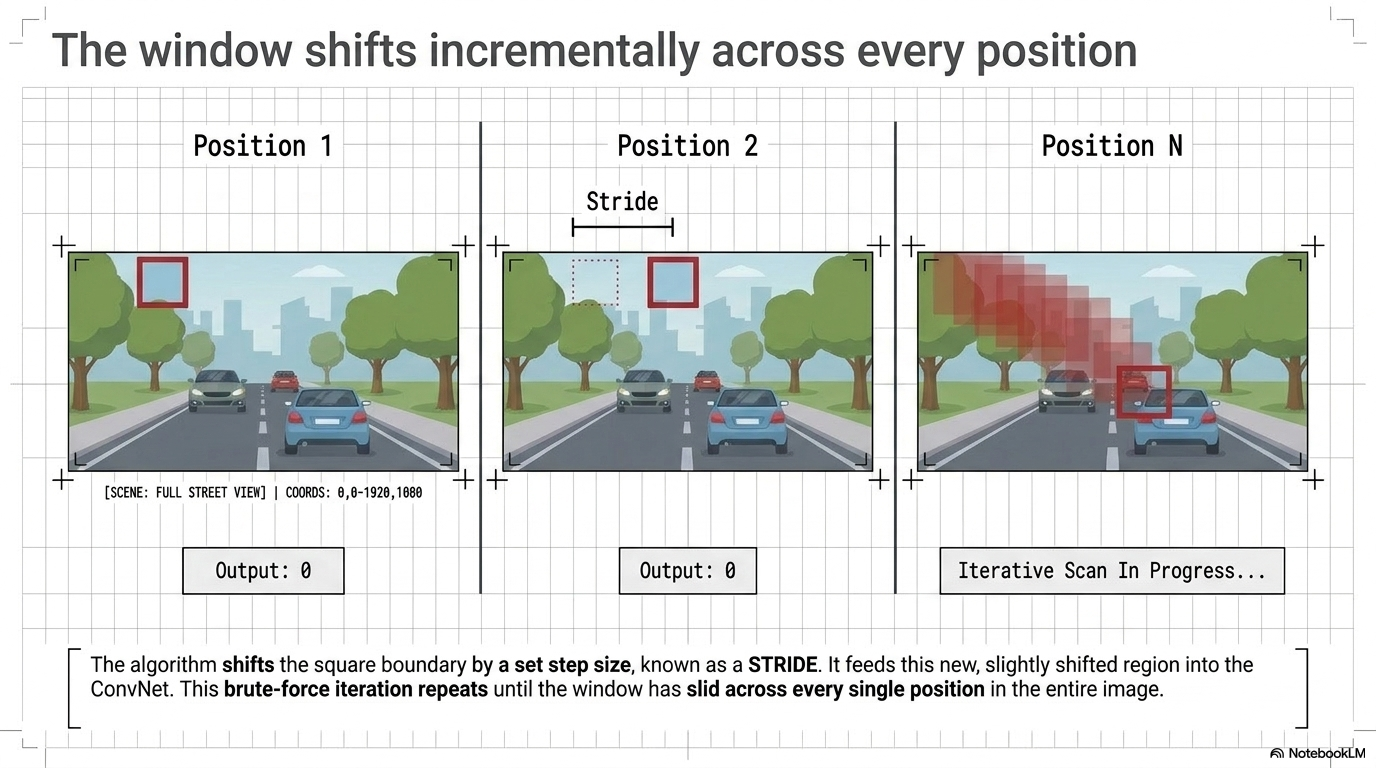 The window shifts incrementally across every position
Position 1
Position 2
Position N
Stride
[SCENE: FULL STREET VIEW] | COORDS: 0,0-1920,1080
Output: 0
Output: 0
Iterative Scan In Progress...
The algorithm shifts the square boundary by a set step size, known as a STRIDE. It feeds this new, slightly shifted region into the
ConvNet. This brute-force iteration repeats until the window has slid across every single position in the entire image.
NotebookLM